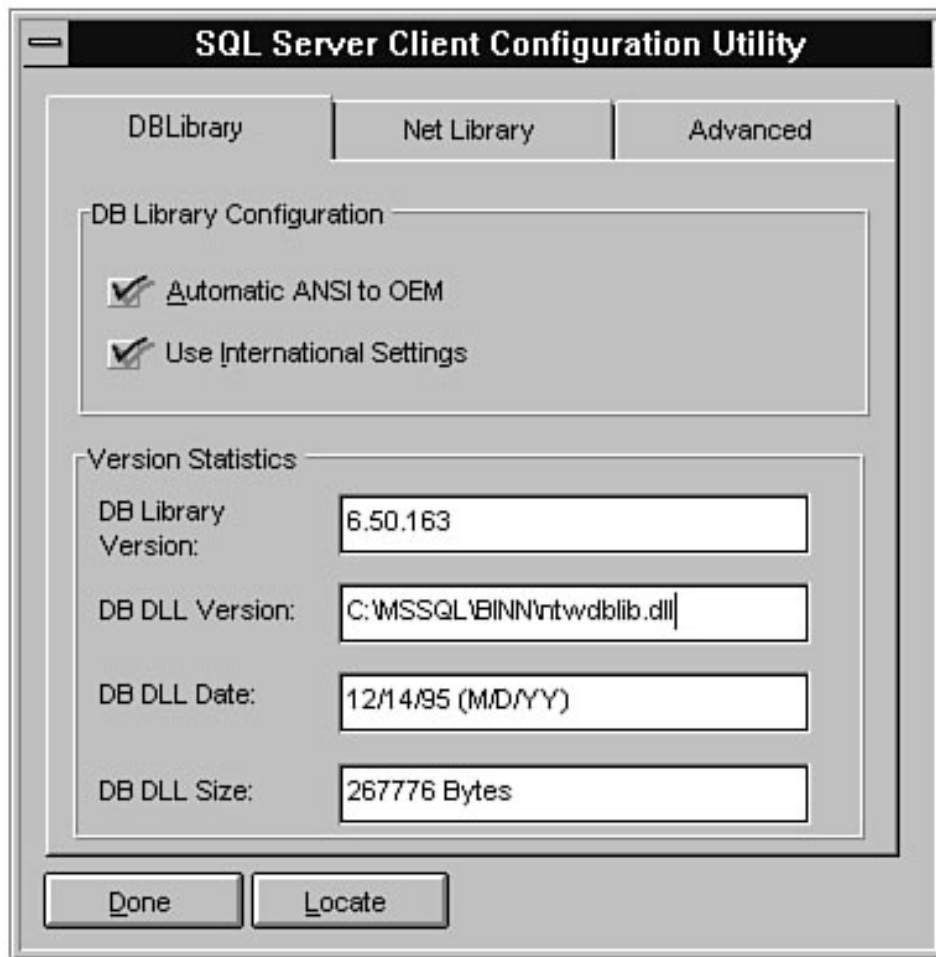 SQL Server Client Configuration Utility
DBLibrary
Net Library
Advanced
DB Library Configuration
Automatic ANSI to OEM
Use International Settings
Version Statistics
DB Library
Version:
6.50.163
DB DLL Version:
C:\MSSQL\BINN\ntwdblib.dll
DB DLL Date:
12/14/95 (M/D/YY)
DB DLL Size:
267776 Bytes
Done
Locate